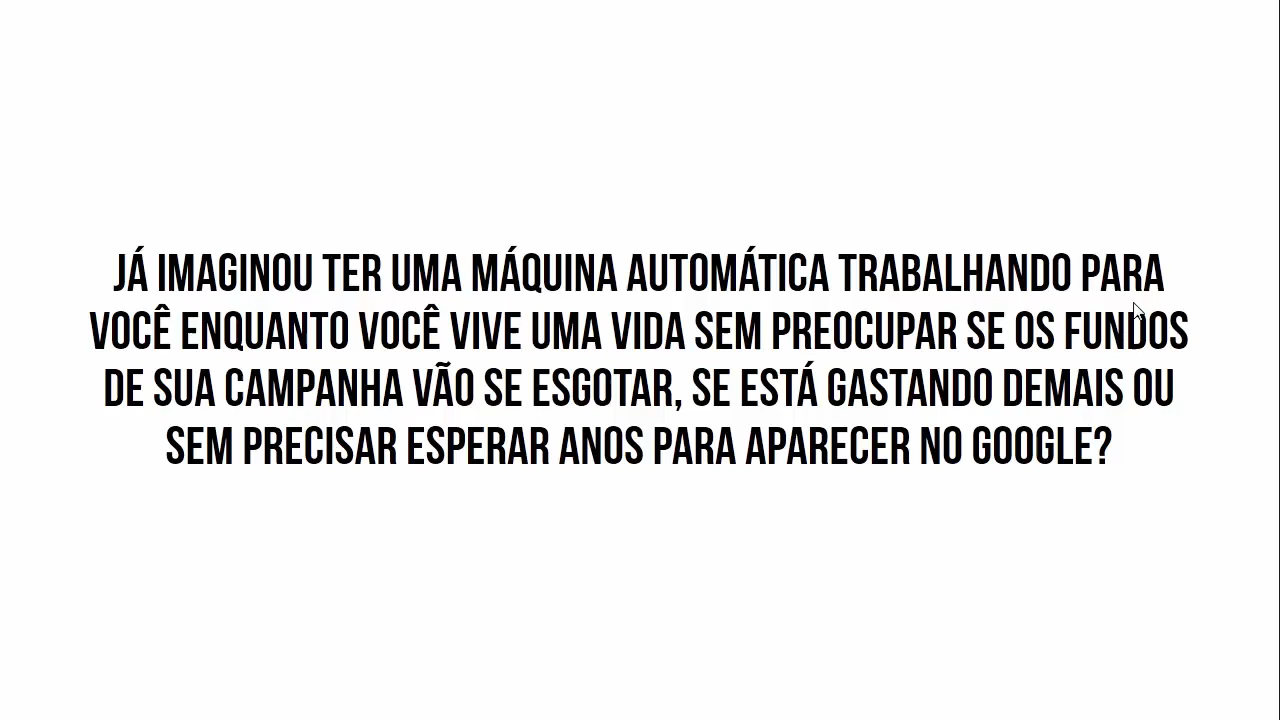 JÁ IMAGINOU TER UMA MÁQUINA AUTOMÁTICA TRABALHANDO PARA
VOCÊ ENQUANTO VOCÊ VIVE UMA VIDA SEM PREOCUPAR SE OS FUNDOS
DE SUA CAMPANHA VÃO SE ESGOTAR, SE ESTÁ GASTANDO DEMAIS OU
SEM PRECISAR ESPERAR ANOS PARA APARECER NO GOOGLE?